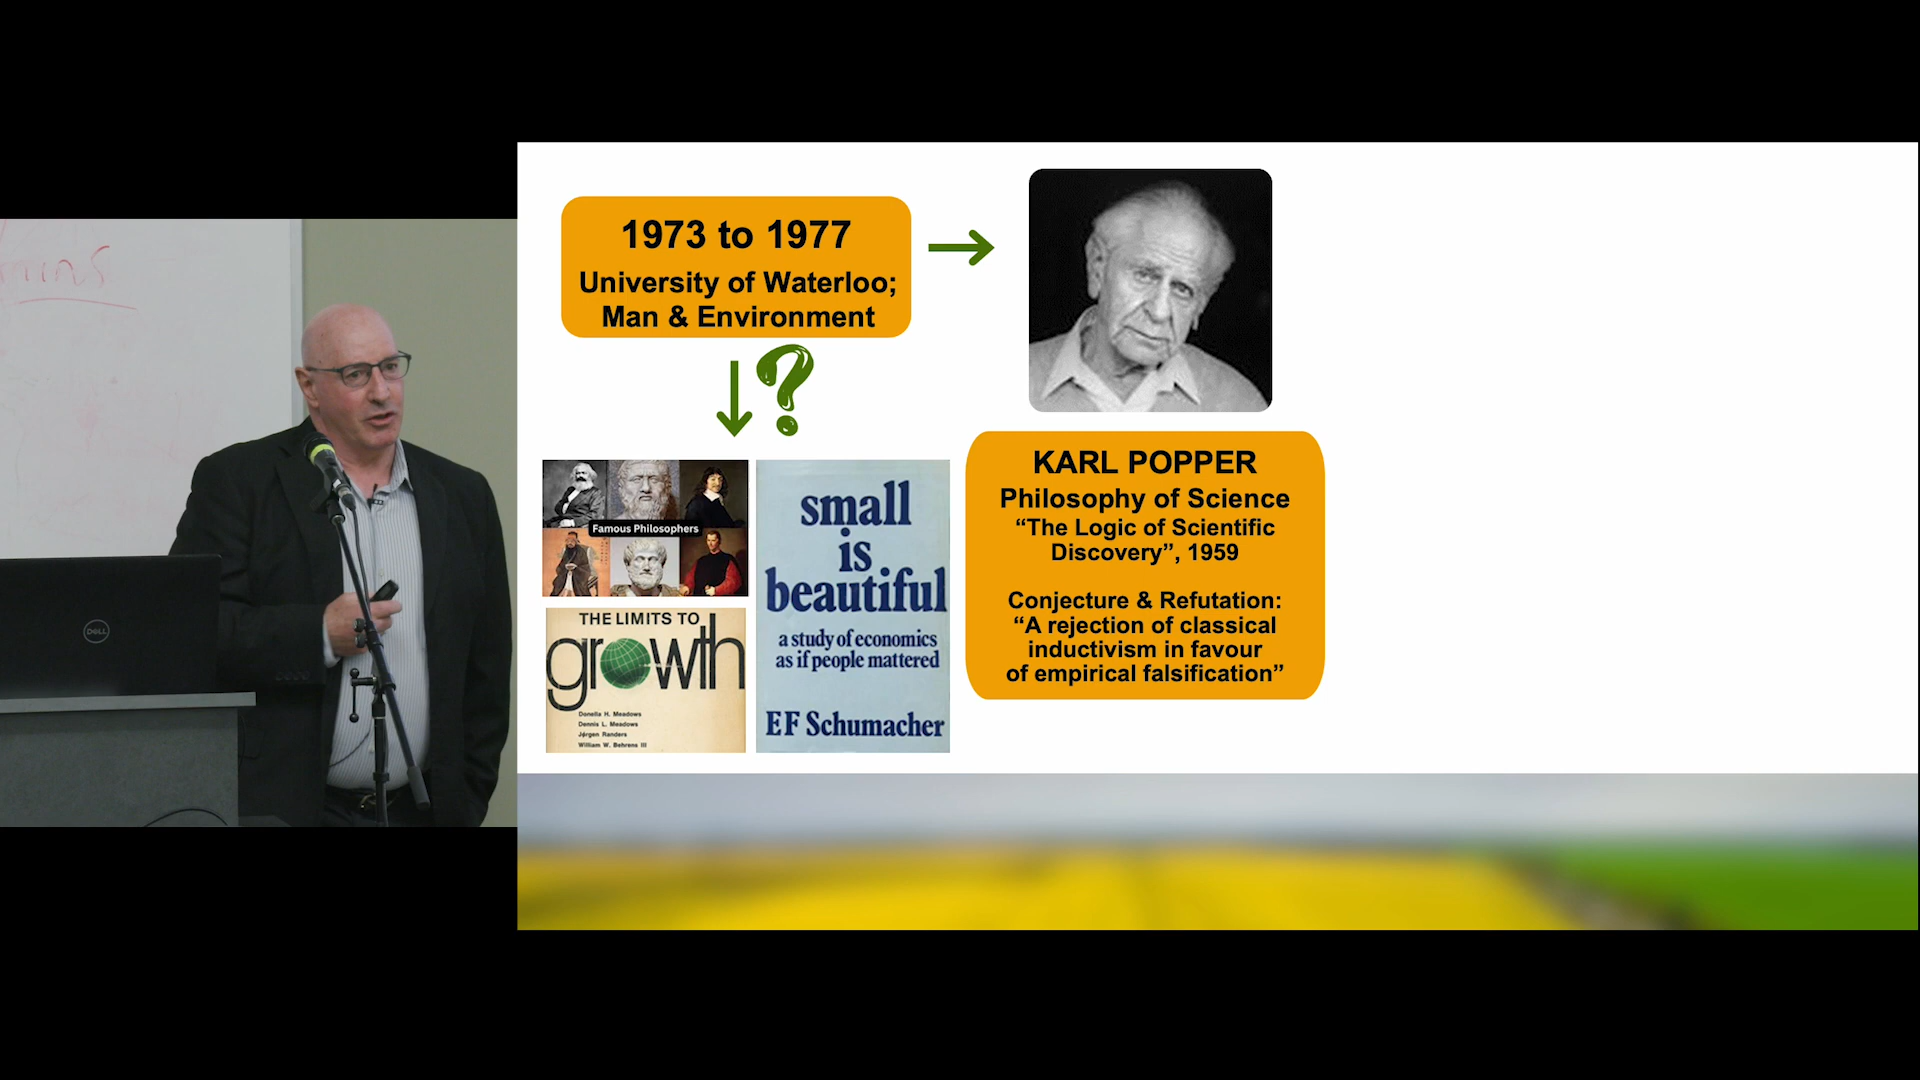 1973 to 1977
University of Waterloo;
Man & Environment
?
Famous Philosophers
THE LIMITS TO
growth
Donella H. Meadows
Dennis L. Meadows
Jørgen Randers
William W. Behrens III
small
is
beautiful
a study of economics
as if people mattered
EF Schumacher
KARL POPPER
Philosophy of Science
“The Logic of Scientific
Discovery”, 1959
Conjecture & Refutation:
“A rejection of classical
inductivism in favour
of empirical falsification”
DELL